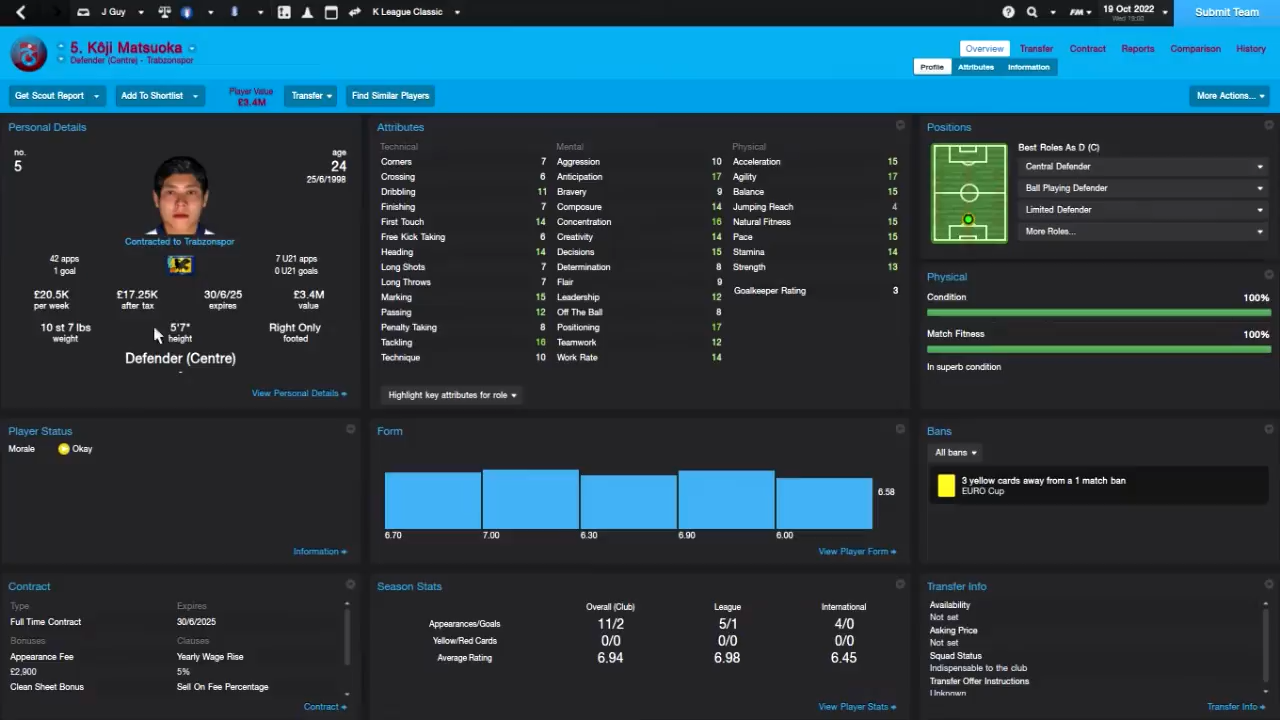 J Guy
K League Classic
FM
19 Oct 2022
Wed 19:00
Submit Team
5. Kôji Matsuoka
Defender (Centre) - Trabzonspor
Overview
Transfer
Contract
Reports
Comparison
History
Profile
Attributes
Information
Get Scout Report
Add To Shortlist
Player Value
£3.4M
Transfer
Find Similar Players
More Actions...
Personal Details
no.
5
age
24
25/6/1998
Contracted to Trabzonspor
42 apps
1 goal
7 U21 apps
0 U21 goals
£20.5K
per week
£17.25K
after tax
30/6/25
expires
£3.4M
value
10 st 7 lbs
weight
5'7"
height
Right Only
footed
Defender (Centre)
-
View Personal Details
Attributes
Technical
Corners 7
Crossing 6
Dribbling 11
Finishing 7
First Touch 14
Free Kick Taking 6
Heading 14
Long Shots 7
Long Throws 7
Marking 15
Passing 12
Penalty Taking 8
Tackling 16
Technique 10
Mental
Aggression 10
Anticipation 17
Bravery 9
Composure 14
Concentration 16
Creativity 14
Decisions 15
Determination 8
Flair 9
Leadership 12
Off The Ball 8
Positioning 17
Teamwork 12
Work Rate 14
Physical
Acceleration 15
Agility 17
Balance 15
Jumping Reach 4
Natural Fitness 15
Pace 15
Stamina 14
Strength 13
Goalkeeper Rating 3
Highlight key attributes for role
Positions
Best Roles As D (C)
Central Defender
Ball Playing Defender
Limited Defender
More Roles...
Physical
Condition 100%
Match Fitness 100%
In superb condition
Player Status
Morale Okay
Information
Form
6.58
6.70 7.00 6.30 6.90 6.00
View Player Form
Bans
All bans
3 yellow cards away from a 1 match ban
EURO Cup
Contract
Type
Full Time Contract
Expires
30/6/2025
Bonuses
Appearance Fee
£2,900
Clean Sheet Bonus
Clauses
Yearly Wage Rise
5%
Sell On Fee Percentage
Contract
Season Stats
Overall (Club) League International
Appearances/Goals 11/2 5/1 4/0
Yellow/Red Cards 0/0 0/0 0/0
Average Rating 6.94 6.98 6.45
View Player Stats
Transfer Info
Availability
Not set
Asking Price
Not set
Squad Status
Indispensable to the club
Transfer Offer Instructions
Unknown
Transfer Info